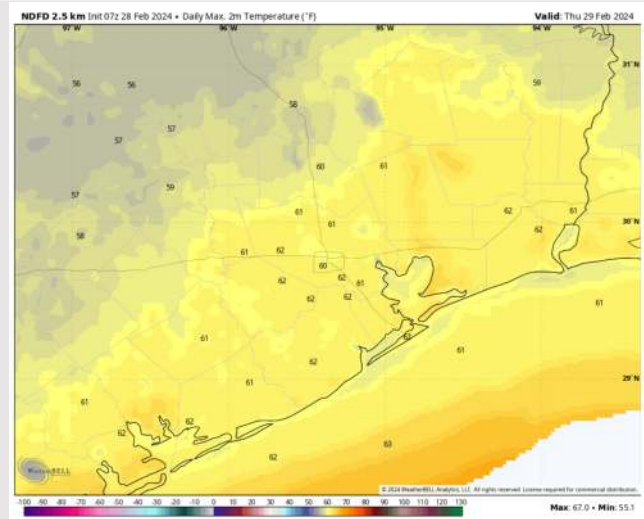 NDFD 2.5 km Init 07z 28 Feb 2024 • Daily Max. 2m Temperature (°F)
Valid: Thu 29 Feb 2024
97°W 96°W 95°W 94°W
31°N
56 56 59
58
57 57
60 61
57 59
61 62 61
61 30°N
58 62
61 62
60
62 61
62
62 62
61
61
62 61
62 29°N
61
61
62 62
63
62
WeatherBELL
© 2024 WeatherBELL Analytics, LLC. All rights reserved. License required for commercial distribution.
-100 -90 -80 -70 -60 -50 -40 -30 -20 -10 0 10 20 30 40 50 60 70 80 90 100 110 120 130
Max: 67.0 • Min: 55.1